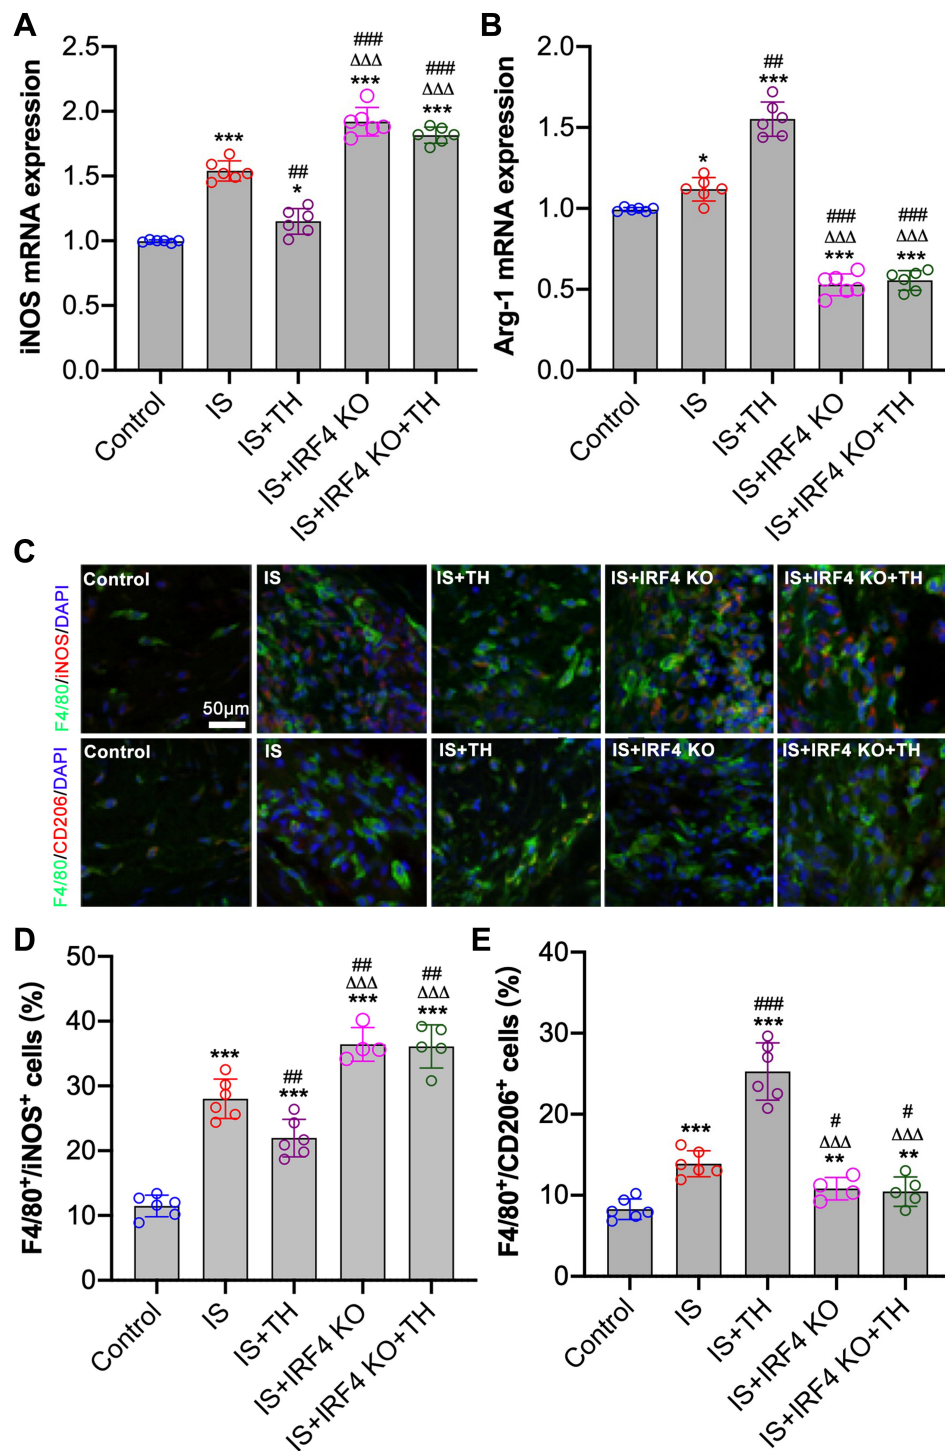 A
iNOS mRNA expression
2.5
2.0
1.5
1.0
0.5
0.0
***
##
*
###
ΔΔΔ
***
###
ΔΔΔ
***
Control
IS
IS+TH
IS+IRF4 KO
IS+IRF4 KO+TH
B
Arg-1 mRNA expression
2.0
1.5
1.0
0.5
0.0
*
##
***
###
ΔΔΔ
***
###
ΔΔΔ
***
Control
IS
IS+TH
IS+IRF4 KO
IS+IRF4 KO+TH
C
F4/80/iNOS/DAPI
Control
50μm
IS
IS+TH
IS+IRF4 KO
IS+IRF4 KO+TH
F4/80/CD206/DAPI
Control
IS
IS+TH
IS+IRF4 KO
IS+IRF4 KO+TH
D
F4/80⁺/iNOS⁺ cells (%)
50
40
30
20
10
0
***
##
***
##
ΔΔΔ
***
##
ΔΔΔ
***
Control
IS
IS+TH
IS+IRF4 KO
IS+IRF4 KO+TH
E
F4/80⁺/CD206⁺ cells (%)
40
30
20
10
0
***
###
***
#
ΔΔΔ
**
#
ΔΔΔ
**
Control
IS
IS+TH
IS+IRF4 KO
IS+IRF4 KO+TH